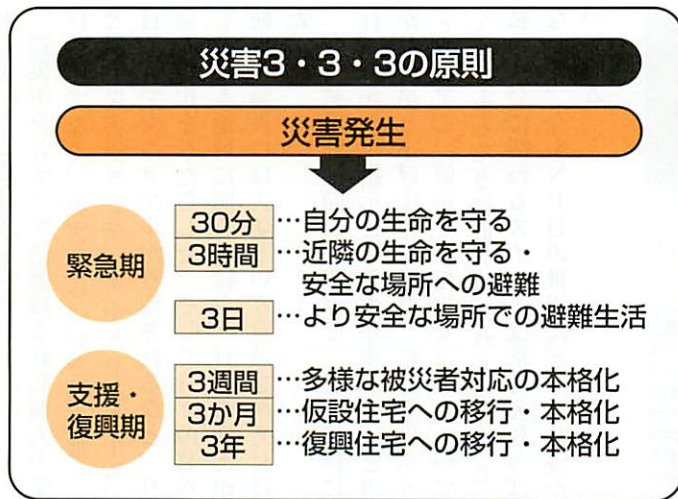 災害3・3・3の原則
災害発生
緊急期
30分…自分の生命を守る
3時間…近隣の生命を守る・
安全な場所への避難
3日…より安全な場所での避難生活
支援・
復興期
3週間…多様な被災者対応の本格化
3か月…仮設住宅への移行・本格化
3年…復興住宅への移行・本格化